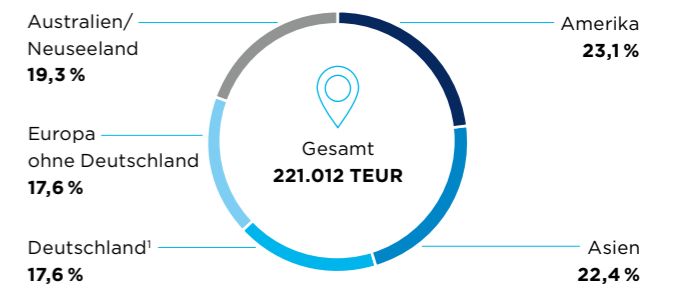 Australien/
Neuseeland
19,3 %
Amerika
23,1 %
Gesamt
221.012 TEUR
Europa
ohne Deutschland
17,6 %
Deutschland¹
17,6 %
Asien
22,4 %